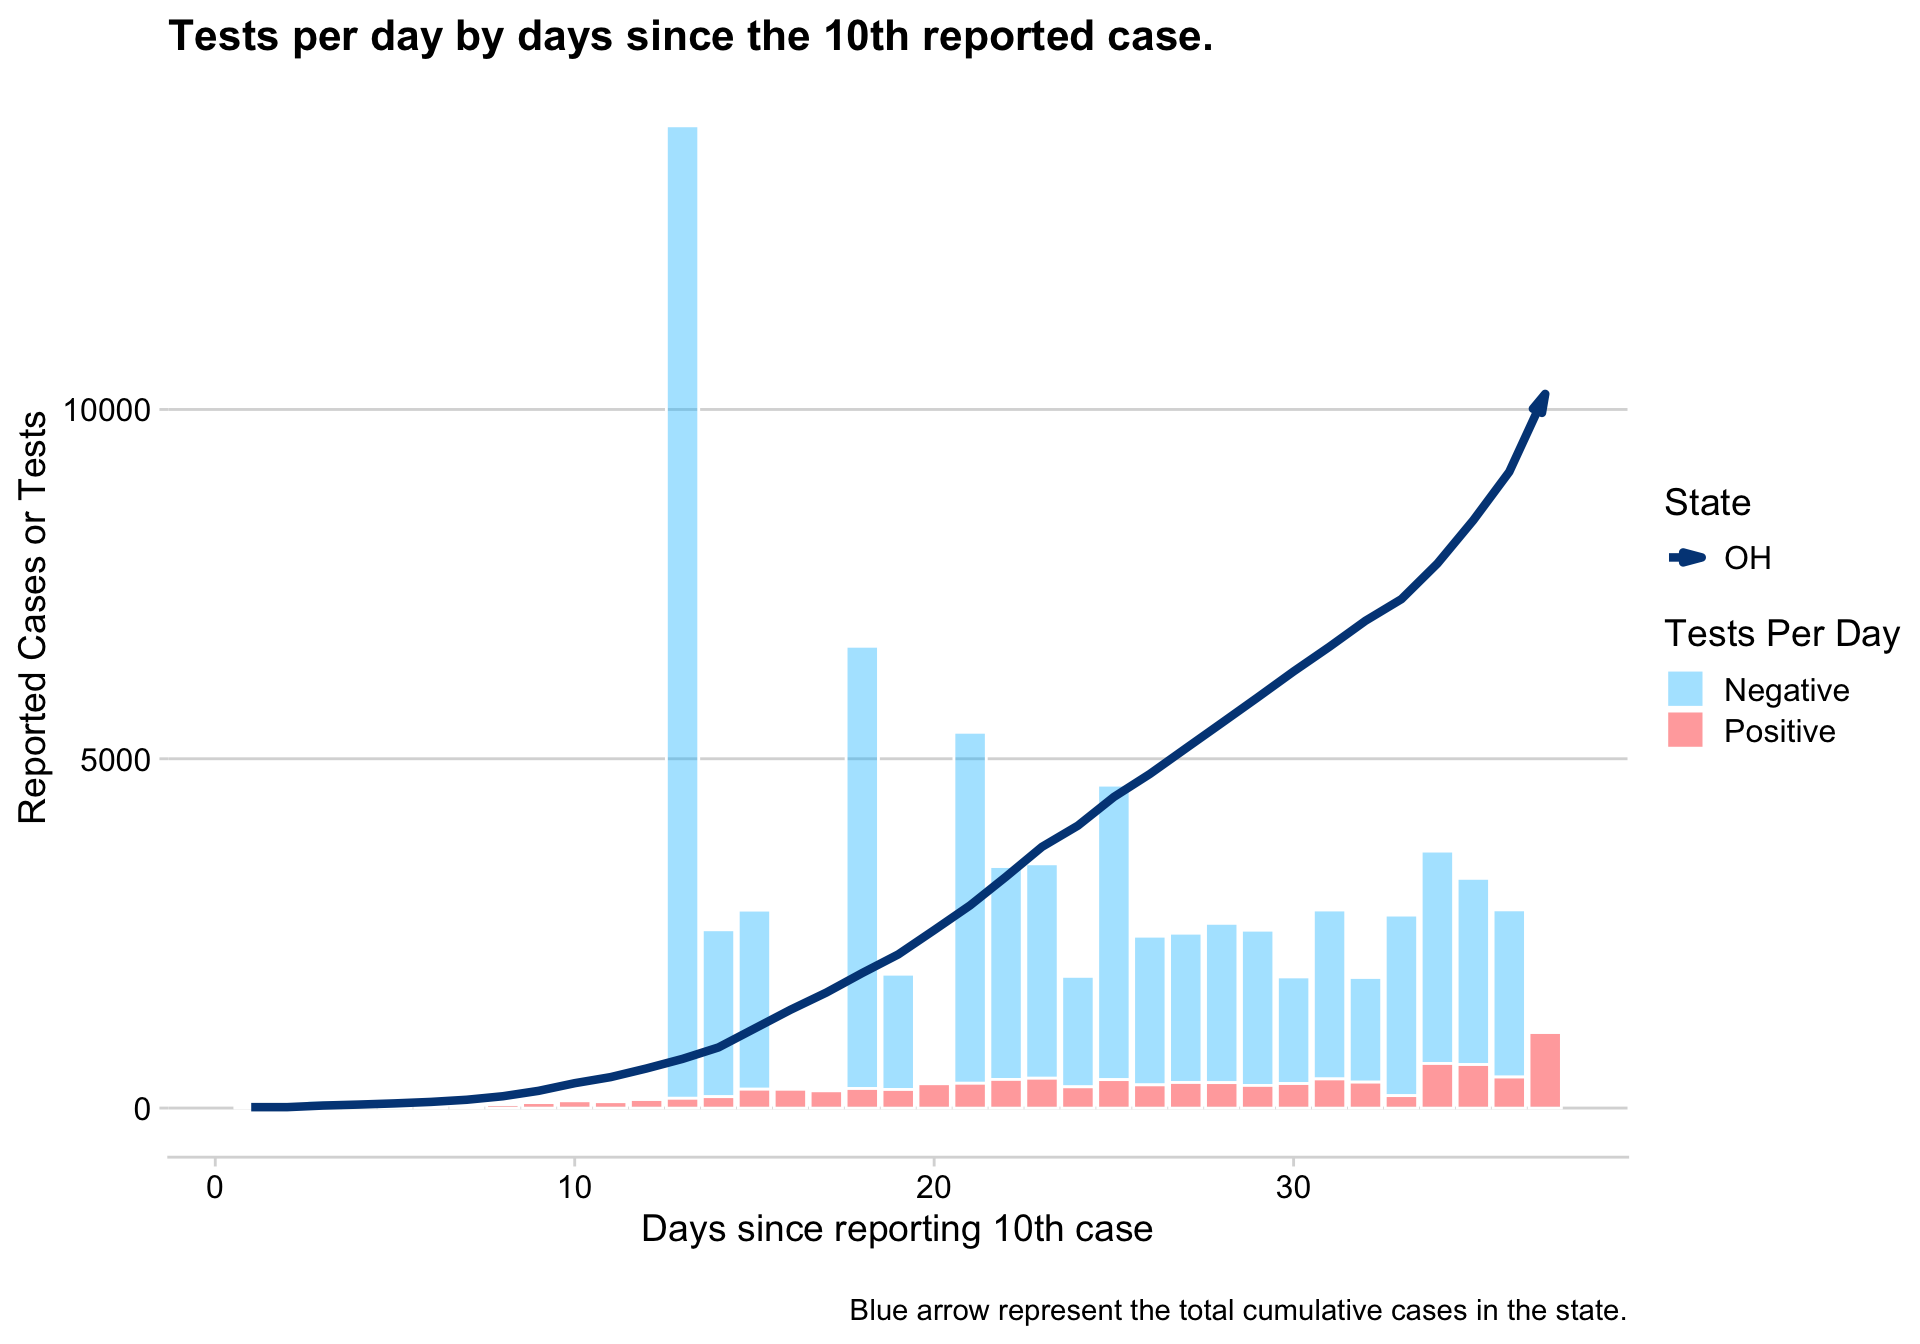 Tests per day by days since the 10th reported case.
Reported Cases or Tests
10000
5000
0
0
10
20
30
Days since reporting 10th case
State
OH
Tests Per Day
Negative
Positive
Blue arrow represent the total cumulative cases in the state.